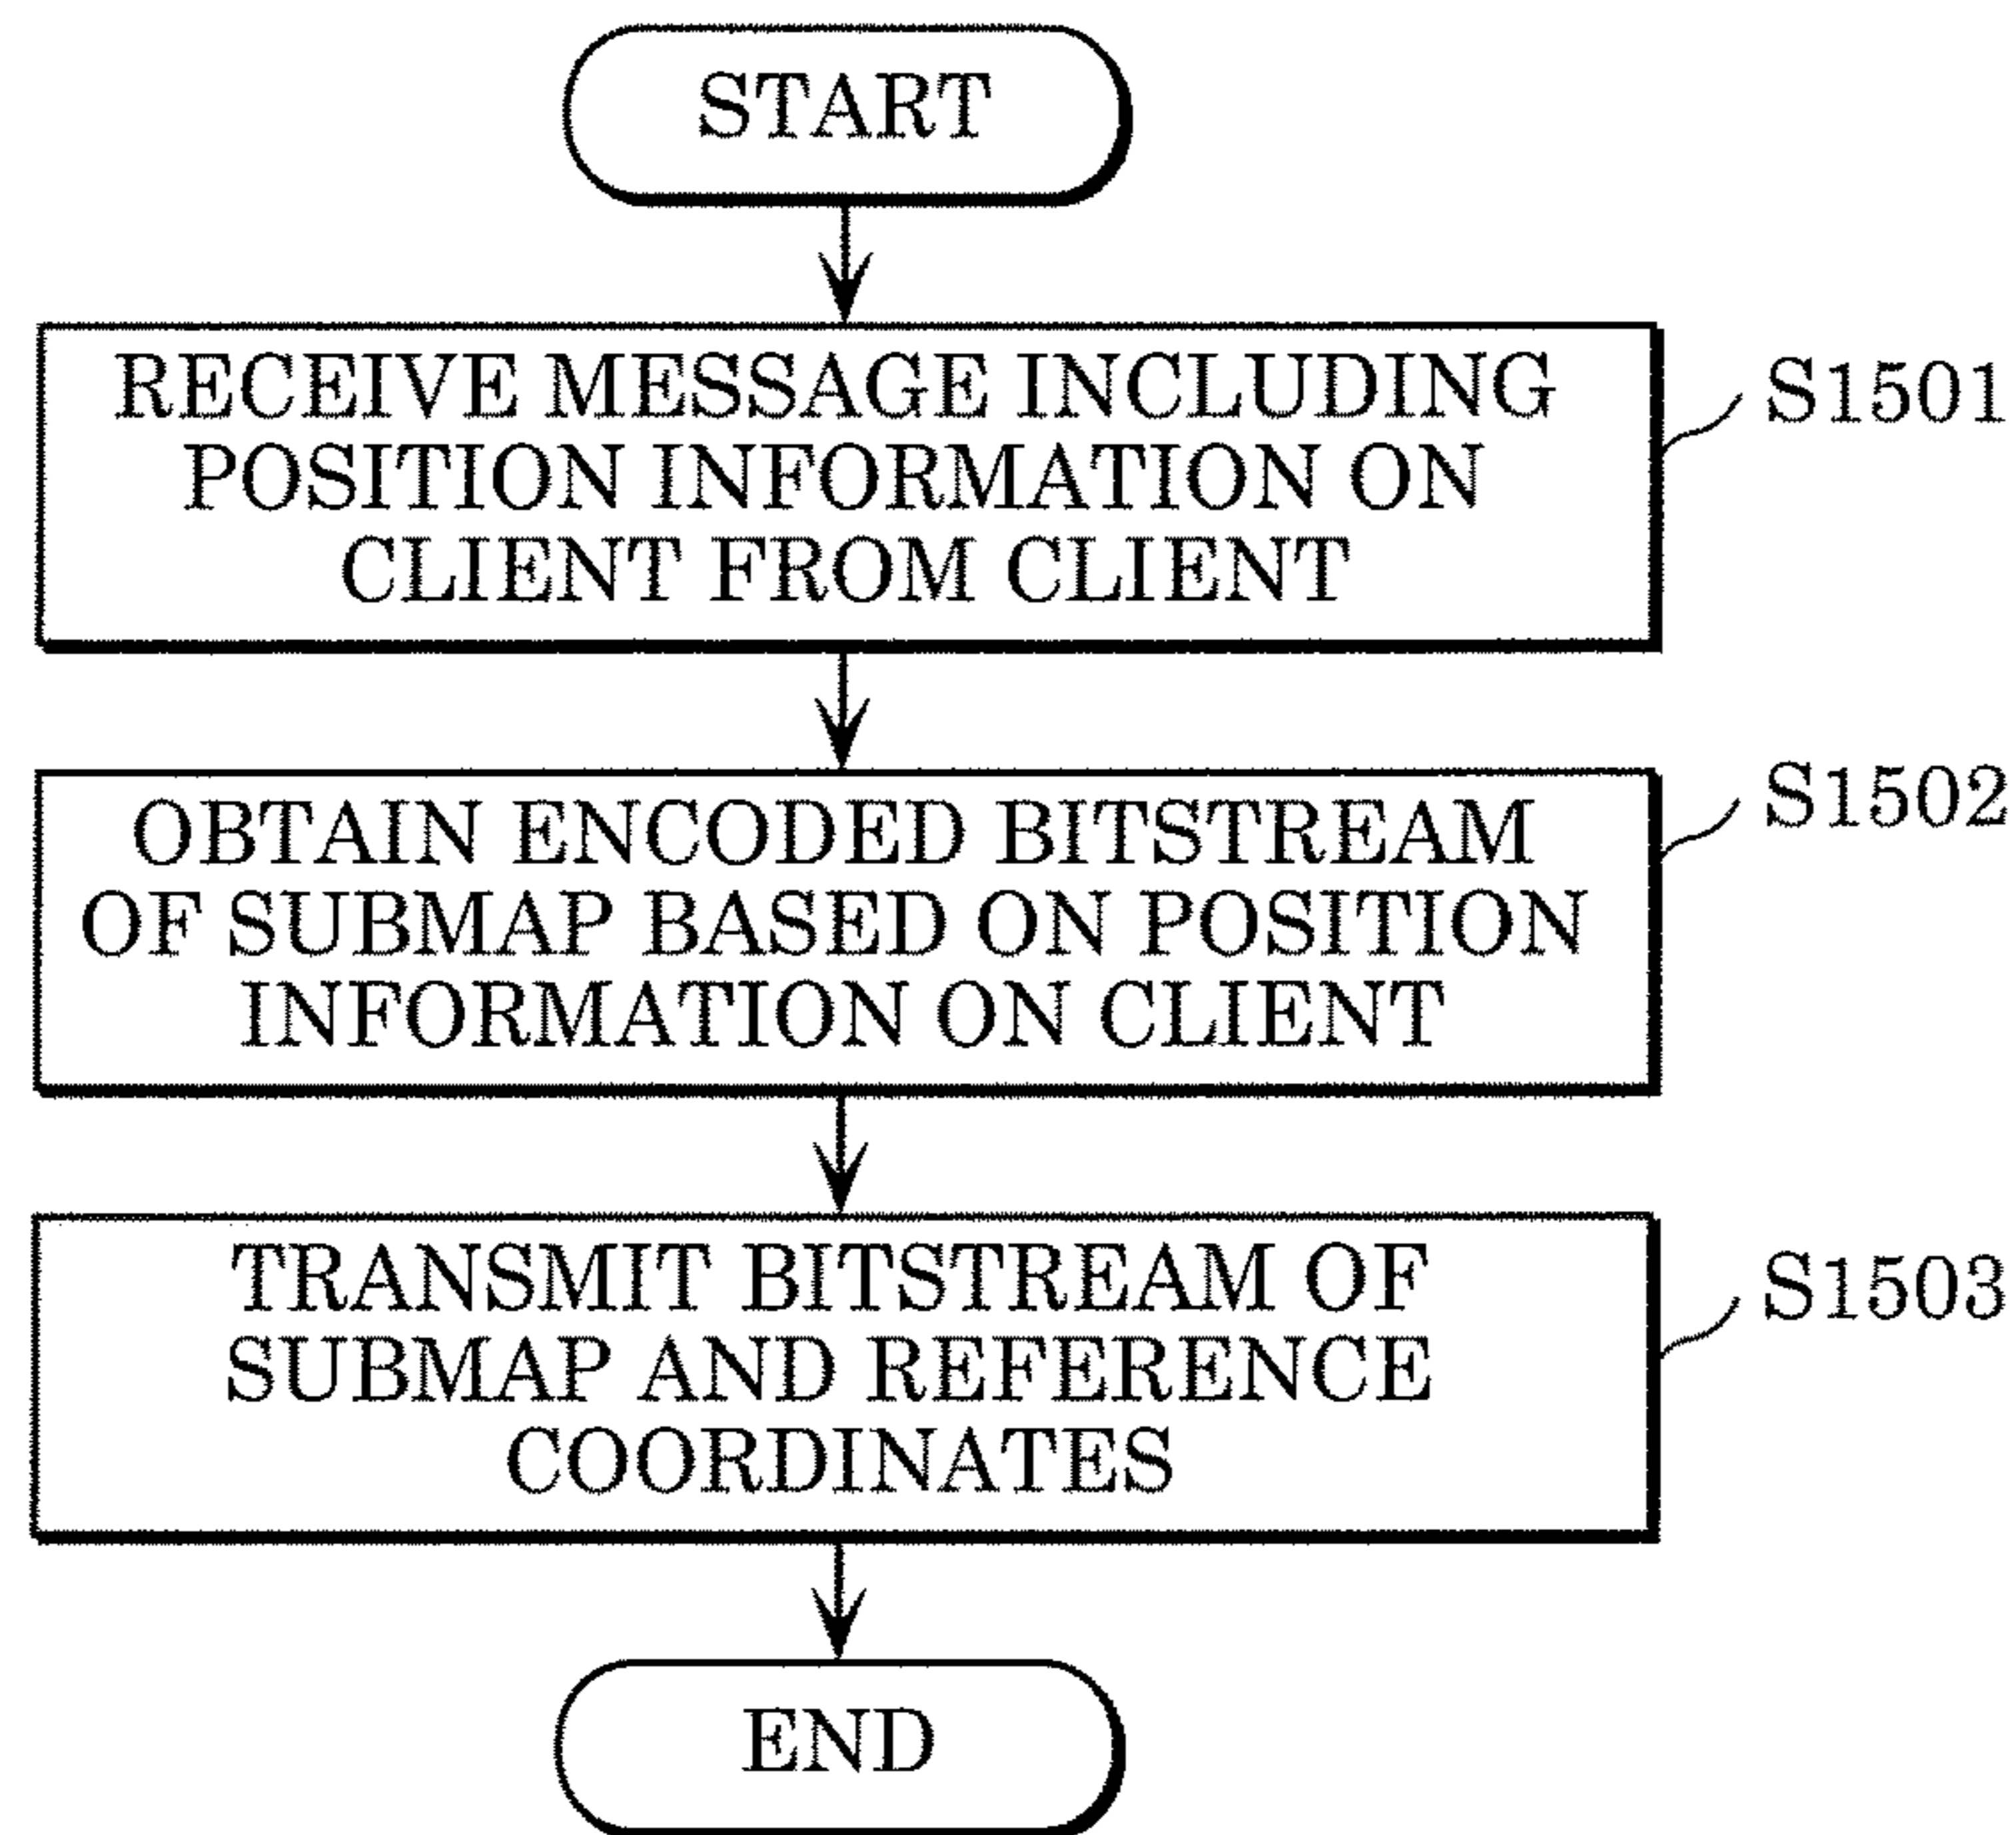 START
RECEIVE MESSAGE INCLUDING
POSITION INFORMATION ON
CLIENT FROM CLIENT
S1501
OBTAIN ENCODED BITSTREAM
OF SUBMAP BASED ON POSITION
INFORMATION ON CLIENT
S1502
TRANSMIT BITSTREAM OF
SUBMAP AND REFERENCE
COORDINATES
S1503
END